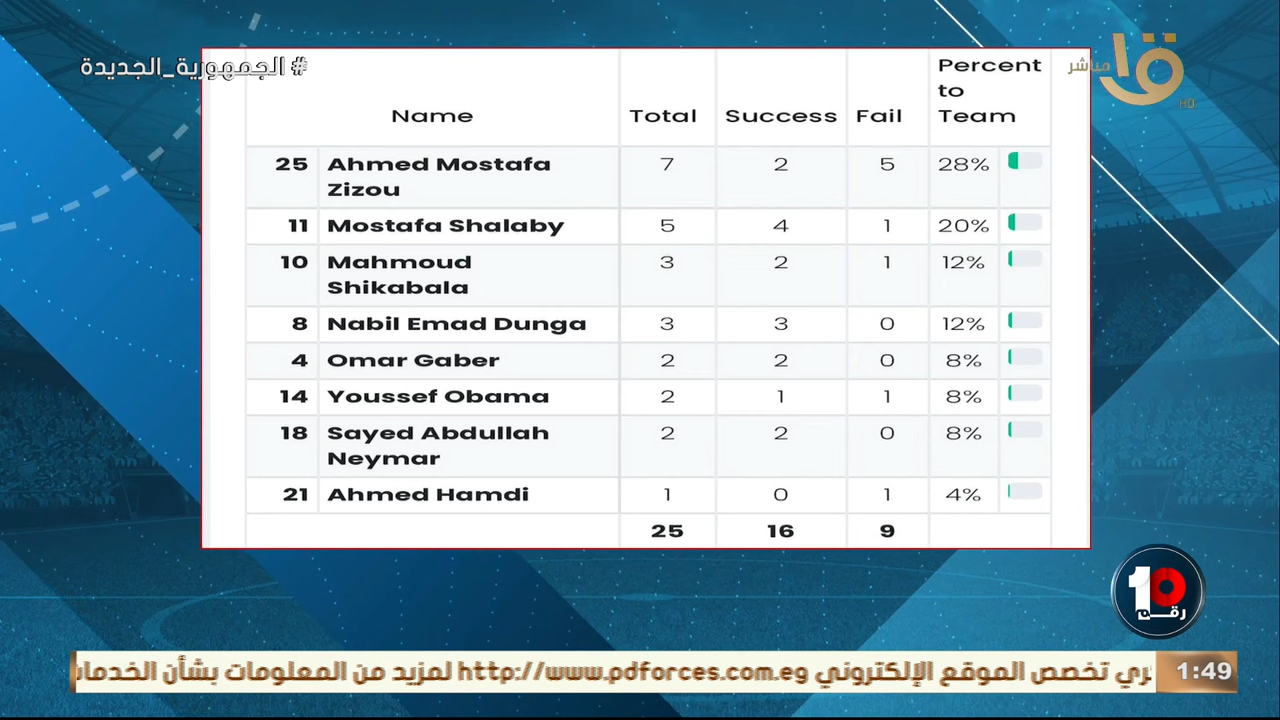 #الجمهورية_الجديدة
مباشر
HD
Name Total Success Fail Percent to Team
25 Ahmed Mostafa Zizou 7 2 5 28%
11 Mostafa Shalaby 5 4 1 20%
10 Mahmoud Shikabala 3 2 1 12%
8 Nabil Emad Dunga 3 3 0 12%
4 Omar Gaber 2 2 0 8%
14 Youssef Obama 2 1 1 8%
18 Sayed Abdullah Neymar 2 2 0 8%
21 Ahmed Hamdi 1 0 1 4%
25 16 9
10
رقم
تخصص الموقع الإلكتروني http://www.pdforces.com.eg لمزيد من المعلومات بشأن
1:49